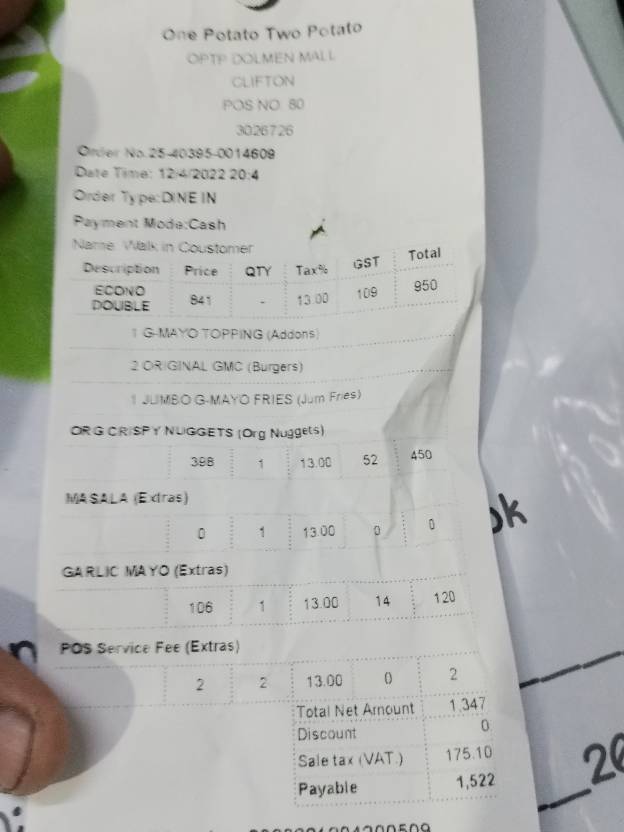 One Potato Two Potato
OPTP DOLMEN MALL
CLIFTON
POS NO 80
3026726
Order No.25-40395-0014609
Date Time: 12/4/2022 20:4
Order Type:DINE IN
Payment Mode:Cash
Name Walk in Coustomer
Description Price QTY Tax% GST Total
ECONO DOUBLE 841 - 13.00 109 950
1 G-MAYO TOPPING (Addons)
2 ORIGINAL GMC (Burgers)
1 JUMBO G-MAYO FRIES (Jum Fries)
ORG CRISPY NUGGETS (Org Nuggets)
398 1 13.00 52 450
MASALA (Extras)
0 1 13.00 0 0
GARLIC MAYO (Extras)
106 1 13.00 14 120
POS Service Fee (Extras)
2 2 13.00 0 2
Total Net Amount 1,347
Discount 0
Sale tax (VAT.) 175.10
Payable 1,522